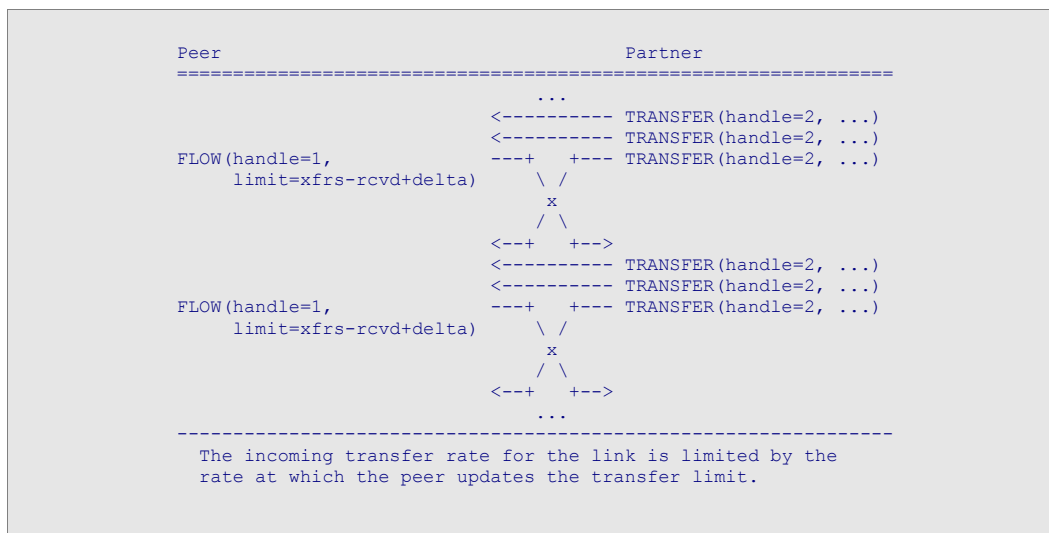 Peer                                     Partner
================================================================
                                ...
                            <---------- TRANSFER(handle=2, ...)
                            <---------- TRANSFER(handle=2, ...)
FLOW(handle=1,              ---+   +--- TRANSFER(handle=2, ...)
     limit=xfrs-rcvd+delta)     \ /
                                 x
                                / \
                            <--+   +-->
                            <---------- TRANSFER(handle=2, ...)
                            <---------- TRANSFER(handle=2, ...)
FLOW(handle=1,              ---+   +--- TRANSFER(handle=2, ...)
     limit=xfrs-rcvd+delta)     \ /
                                 x
                                / \
                            <--+   +-->
                                ...
----------------------------------------------------------------
  The incoming transfer rate for the link is limited by the
  rate at which the peer updates the transfer limit.